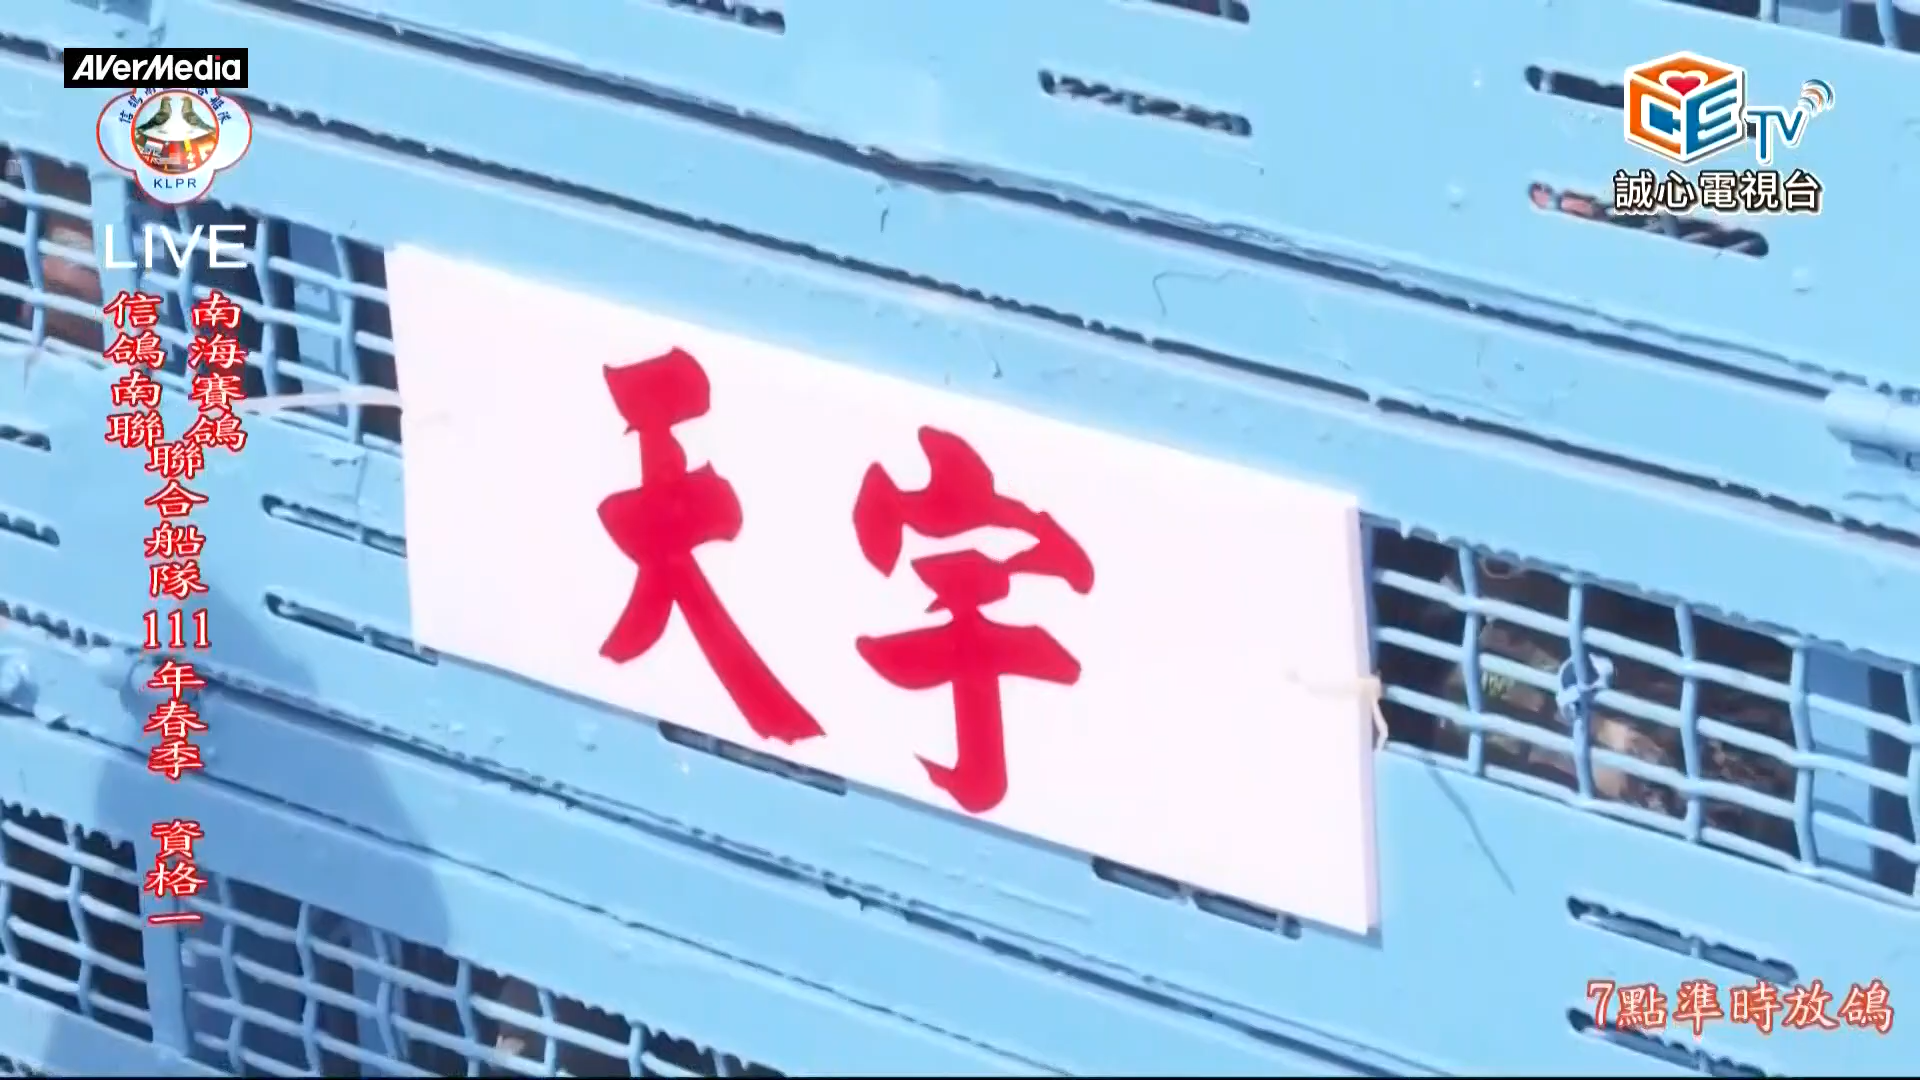 AVerMedia
KLPR
LIVE
南海賽鴿
信鴿南聯
聯合船隊111年春季 資格一
CETV
誠心電視台
天字
7點準時放鴿